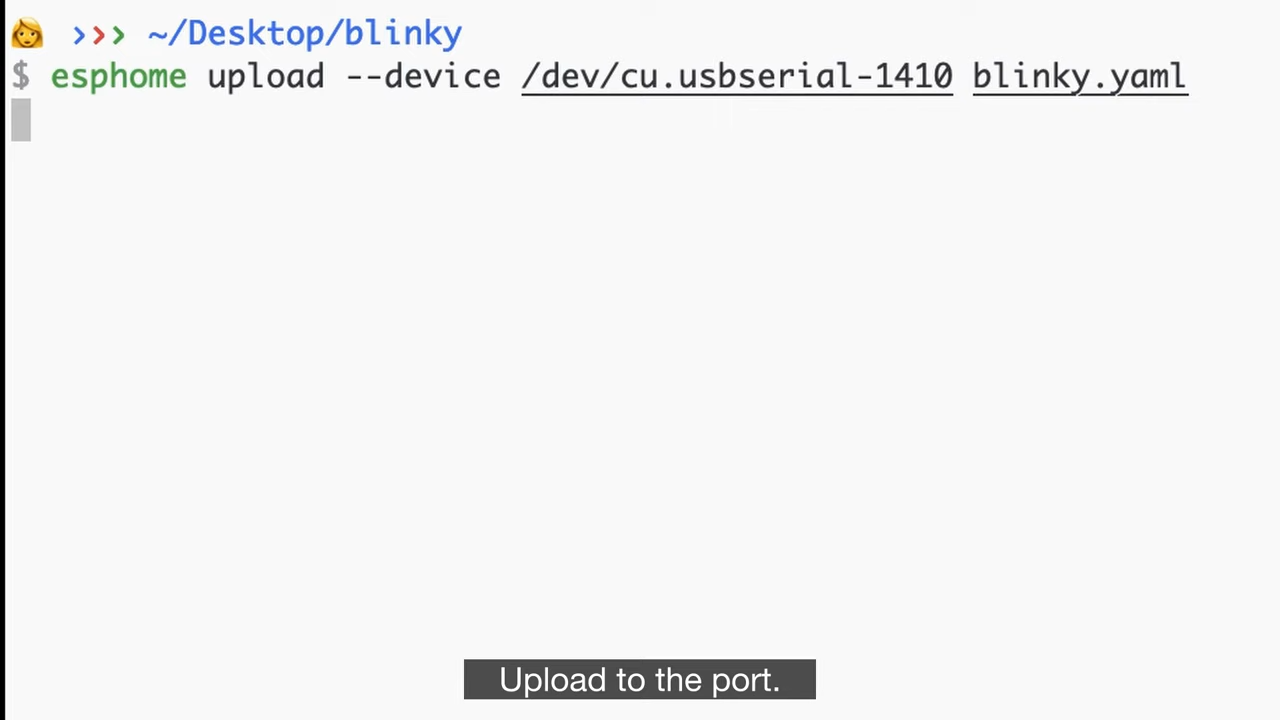 👩 ››› ~/Desktop/blinky
$ esphome upload --device /dev/cu.usbserial-1410 blinky.yaml
Upload to the port.